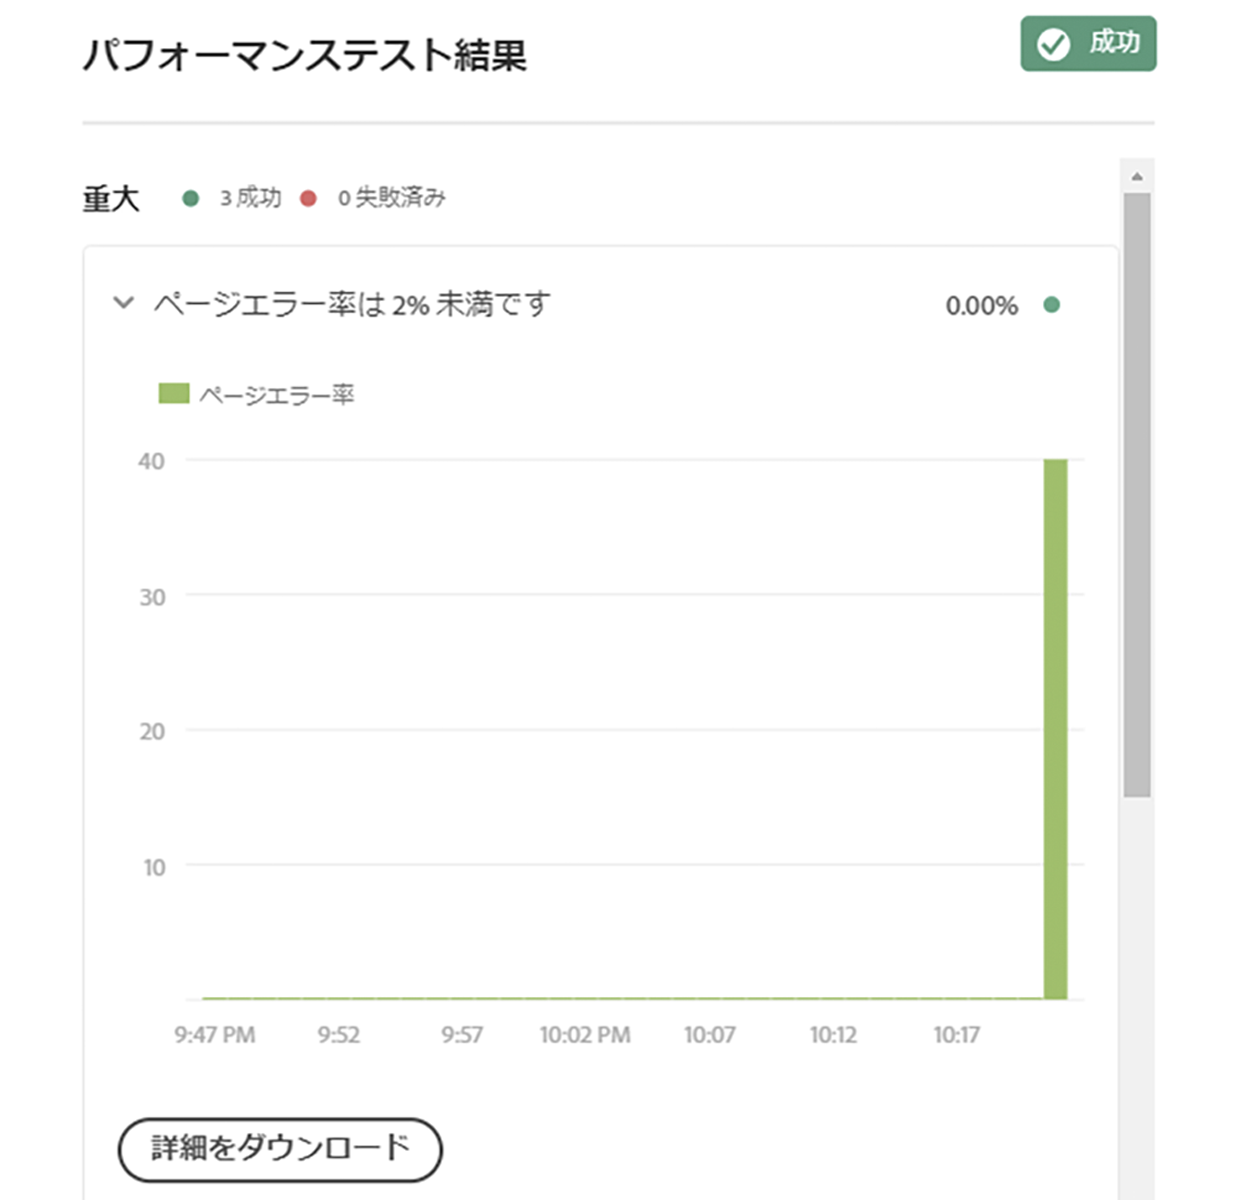 パフォーマンステスト結果
成功
重大 3 成功 0 失敗済み
ページエラー率は 2% 未満です 0.00%
ページエラー率
40
30
20
10
9:47 PM 9:52 9:57 10:02 PM 10:07 10:12 10:17
詳細をダウンロード